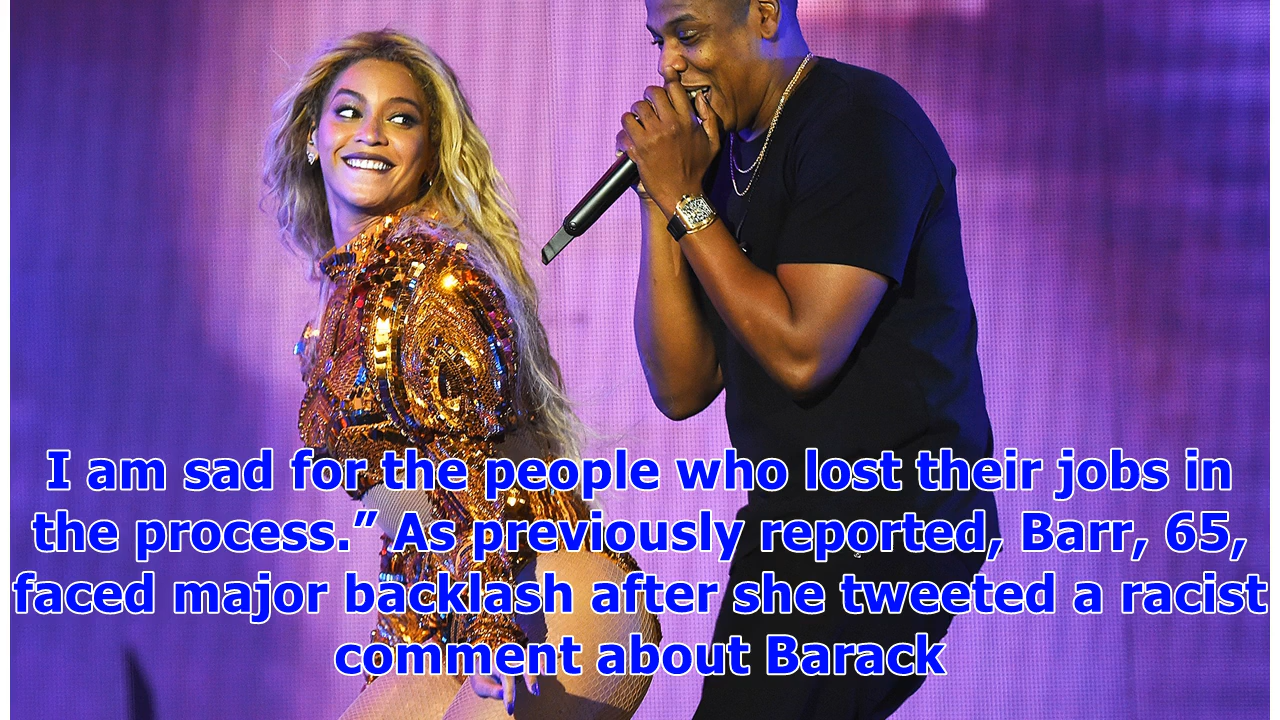 I am sad for the people who lost their jobs in
the process.” As previously reported, Barr, 65,
faced major backlash after she tweeted a racist
comment about Barack